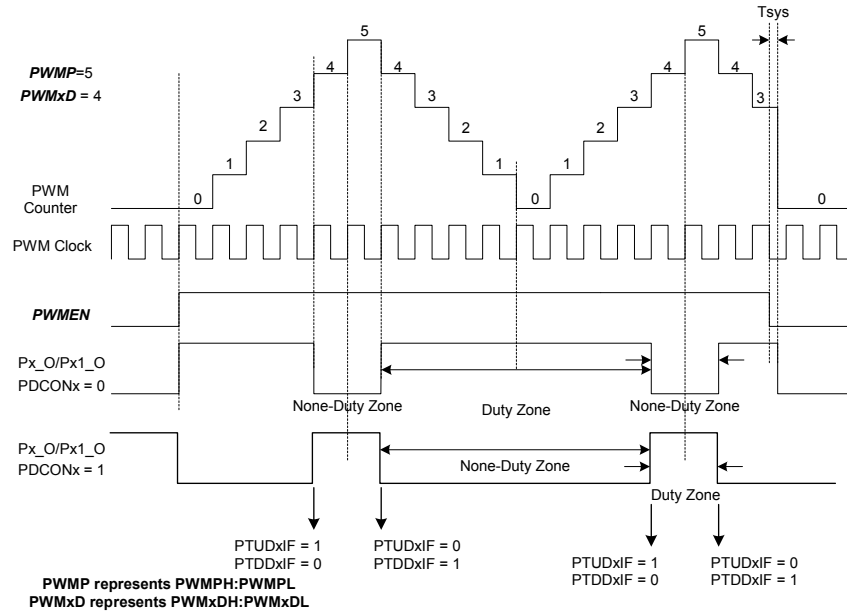 Tsys
5
5
PWMP=5
4
4
4
4
PWMxD = 4
3
3
3
3
2
2
2
1
1
1
PWM
Counter
0
0
0
PWM Clock
PWMEN
Px_O/Px1_O
PDCONx = 0
None-Duty Zone
Duty Zone
None-Duty Zone
Px_O/Px1_O
PDCONx = 1
None-Duty Zone
Duty Zone
PTUDxIF = 1
PTDDxIF = 0
PTUDxIF = 0
PTDDxIF = 1
PTUDxIF = 1
PTDDxIF = 0
PTUDxIF = 0
PTDDxIF = 1
PWMP represents PWMPH:PWMPL
PWMxD represents PWMxDH:PWMxDL